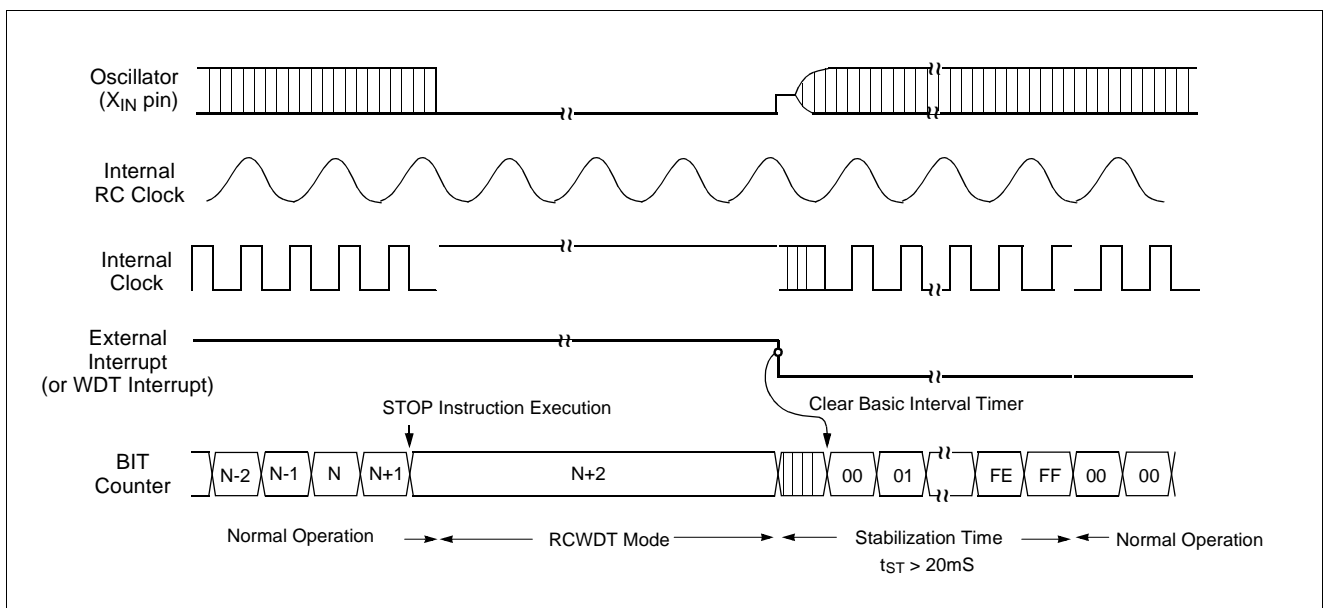 Oscillator
(XIN pin)
Internal
RC Clock
Internal
Clock
External
Interrupt
(or WDT Interrupt)
STOP Instruction Execution
Clear Basic Interval Timer
BIT
Counter
N-2 N-1 N N+1 N+2 00 01 FE FF 00 00
Normal Operation RCWDT Mode Stabilization Time Normal Operation
tST > 20mS